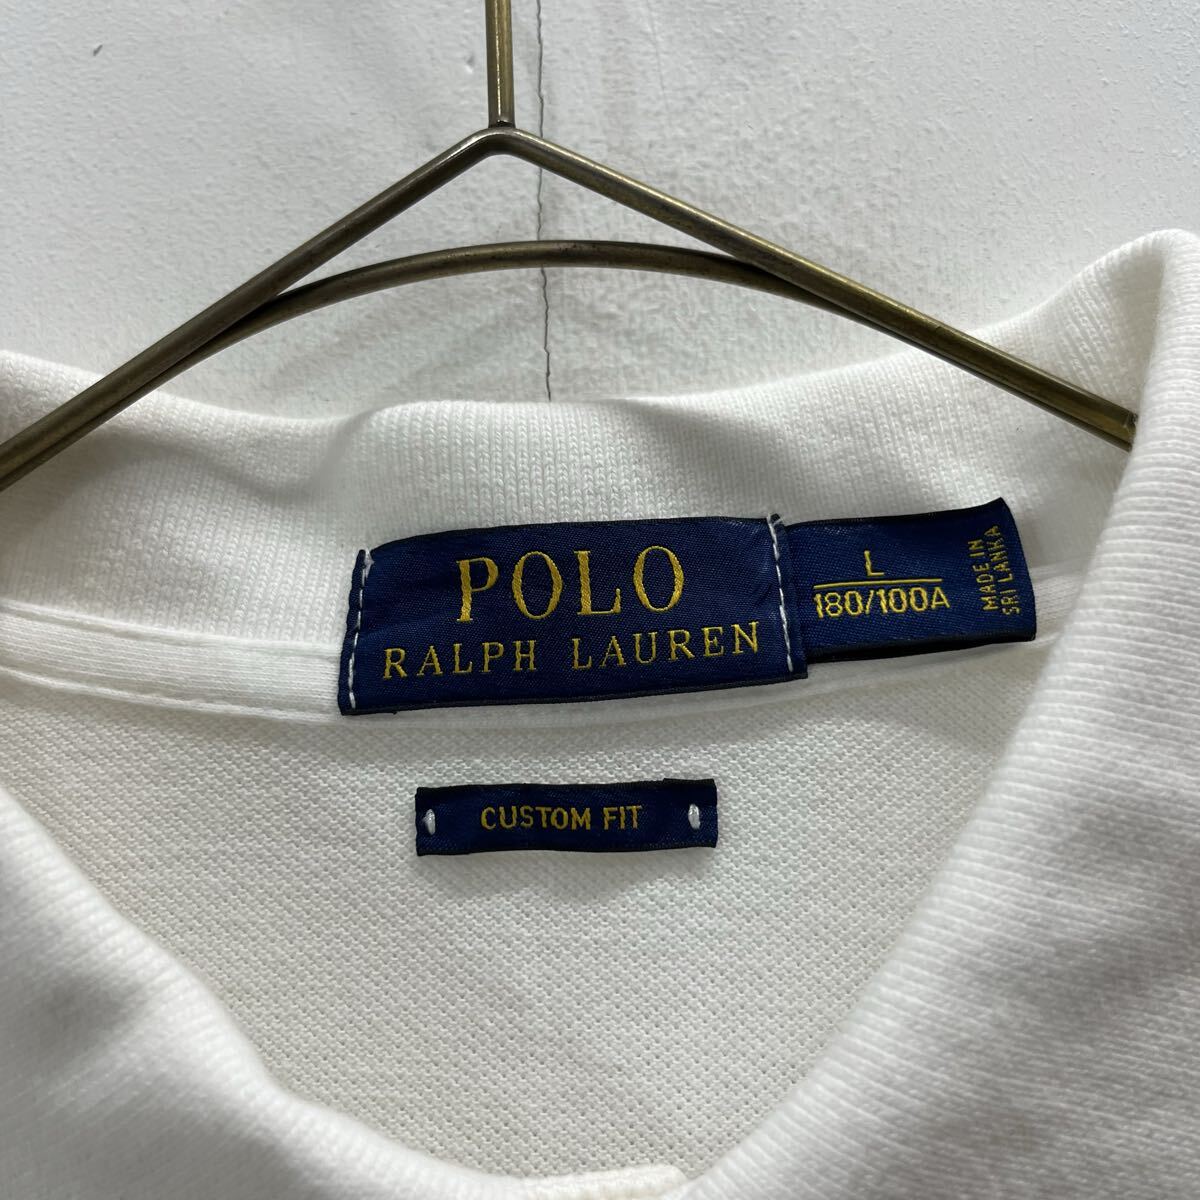 POLO
RALPH LAUREN
L
180/100A
MADE IN
SRI LANKA
CUSTOM FIT